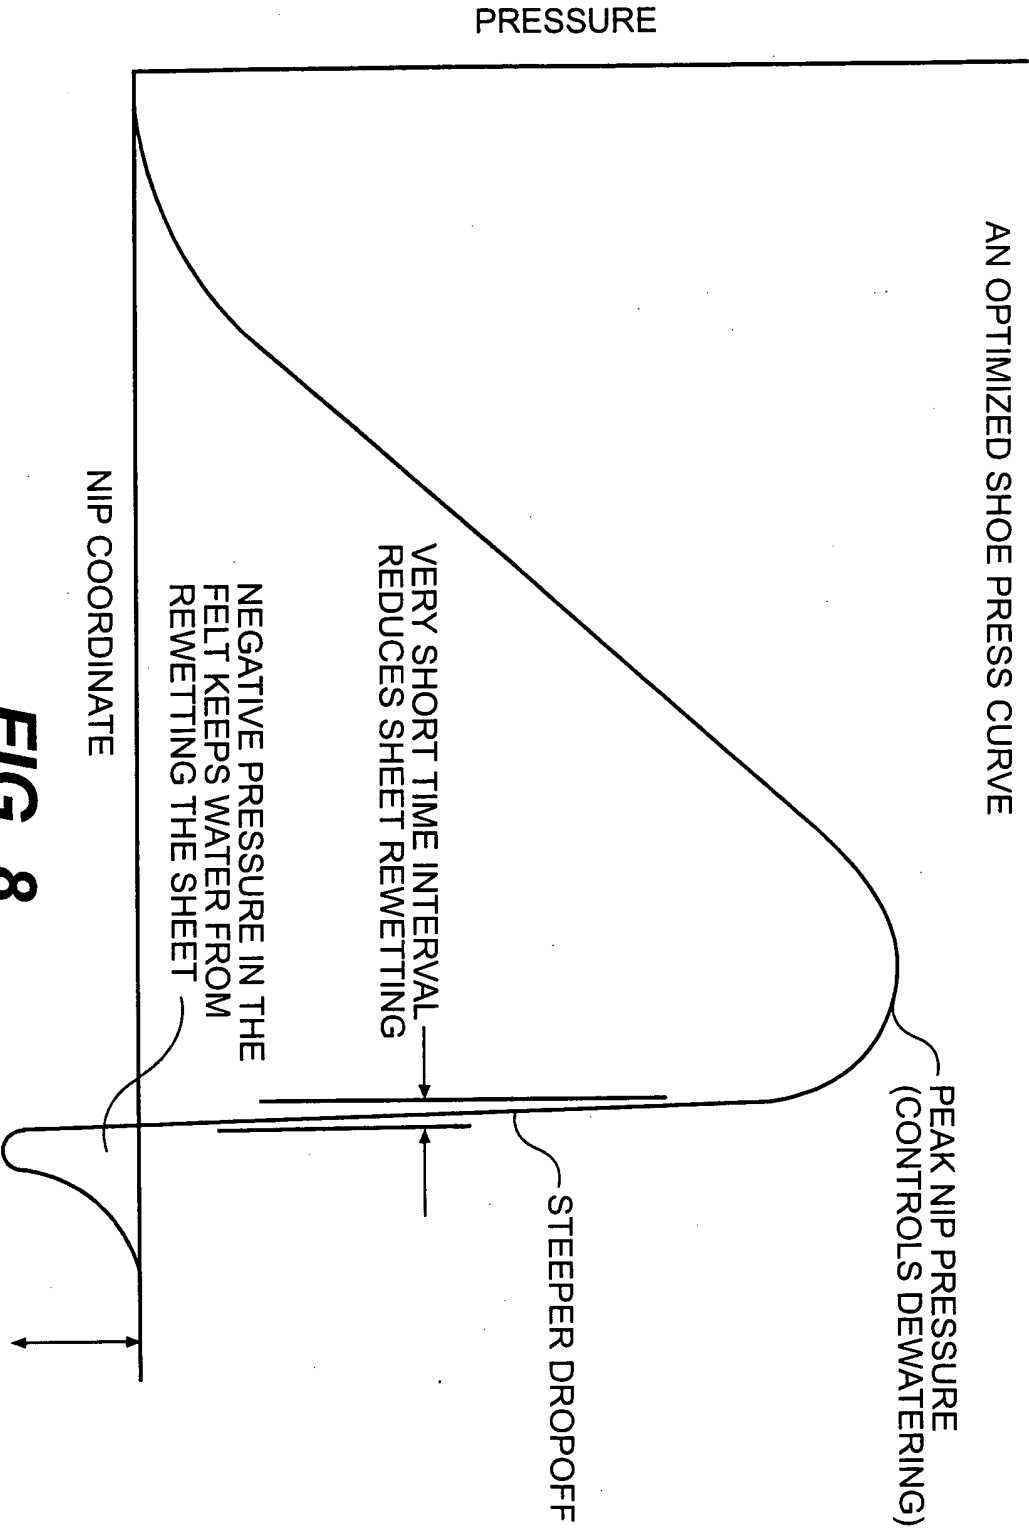 AN OPTIMIZED SHOE PRESS CURVE
PRESSURE
PEAK NIP PRESSURE
(CONTROLS DEWATERING)
STEEPER DROPOFF
VERY SHORT TIME INTERVAL
REDUCES SHEET REWETTING
NEGATIVE PRESSURE IN THE
FELT KEEPS WATER FROM
REWETTING THE SHEET
NIP COORDINATE
FIG 8